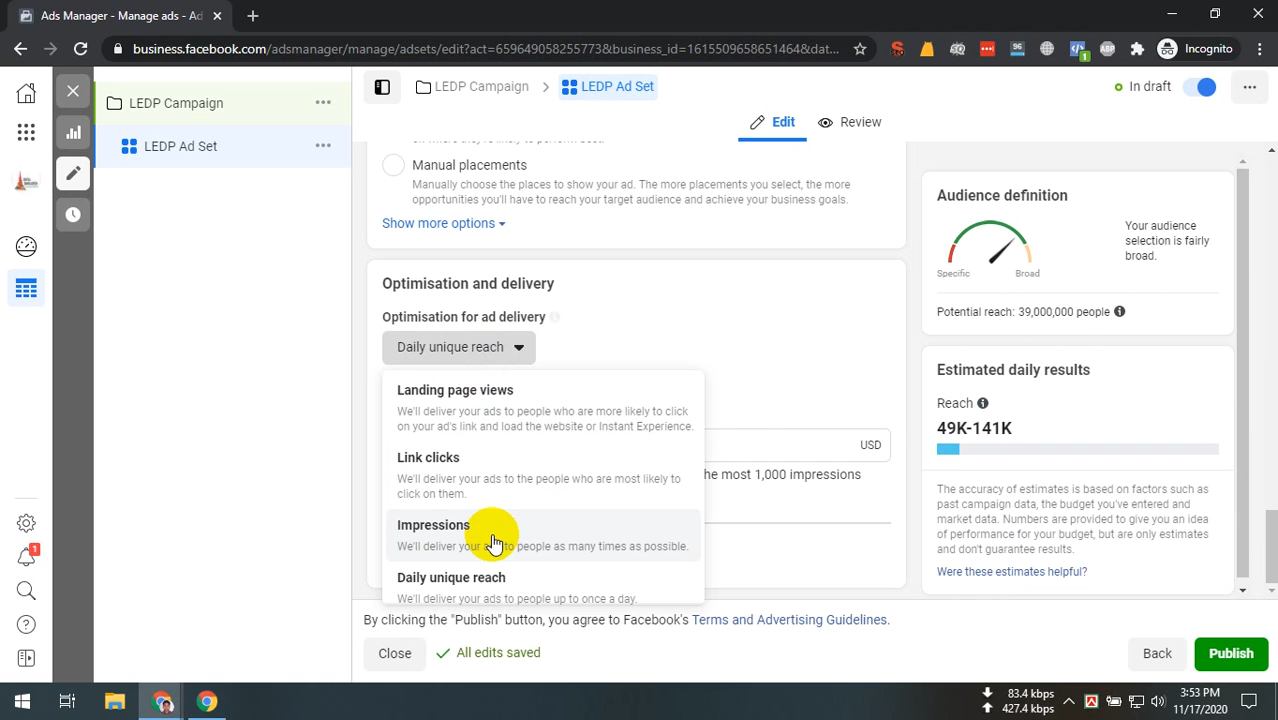 Ads Manager - Manage ads - Ad
Incognito
business.facebook.com/adsmanager/manage/adsets/edit?act=659649058255773&business_id=1615509658651464&dat...
LEDP Campaign
LEDP Ad Set
LEDP Campaign
LEDP Ad Set
In draft
Edit
Review
Manual placements
Manually choose the places to show your ad. The more placements you select, the more
opportunities you'll have to reach your target audience and achieve your business goals.
Show more options
Optimisation and delivery
Optimisation for ad delivery
Daily unique reach
Landing page views
We'll deliver your ads to people who are more likely to click
on your ad's link and load the website or Instant Experience.
Link clicks
We'll deliver your ads to the people who are most likely to
click on them.
Impressions
We'll deliver your ads to people as many times as possible.
Daily unique reach
We'll deliver your ads to people up to once a day.
USD
he most 1,000 impressions
Audience definition
Your audience
selection is fairly
broad.
Specific
Broad
Potential reach: 39,000,000 people
Estimated daily results
Reach
49K-141K
The accuracy of estimates is based on factors such as
past campaign data, the budget you've entered and
market data. Numbers are provided to give you an idea
of performance for your budget, but are only estimates
and don't guarantee results.
Were these estimates helpful?
By clicking the "Publish" button, you agree to Facebook's Terms and Advertising Guidelines.
Close
All edits saved
Back
Publish
83.4 kbps
427.4 kbps
3:53 PM
11/17/2020